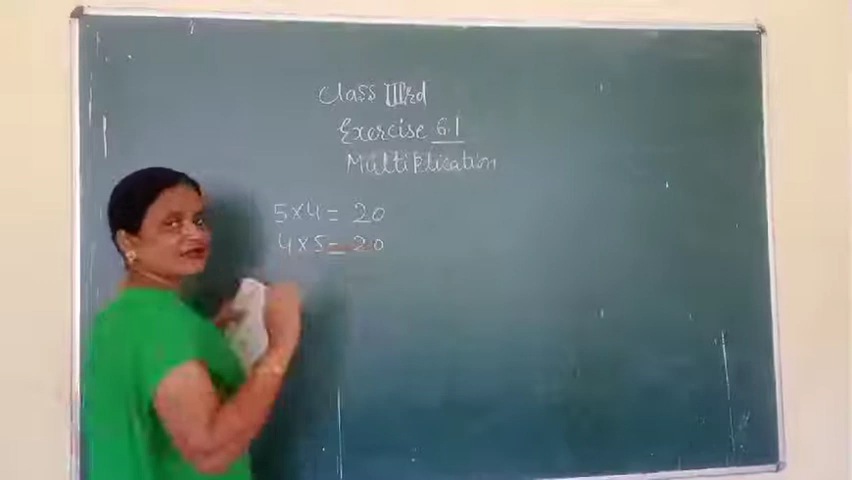 Class IIIrd
Exercise 6.1
Multiplication
5×4= 20
4×5= 20